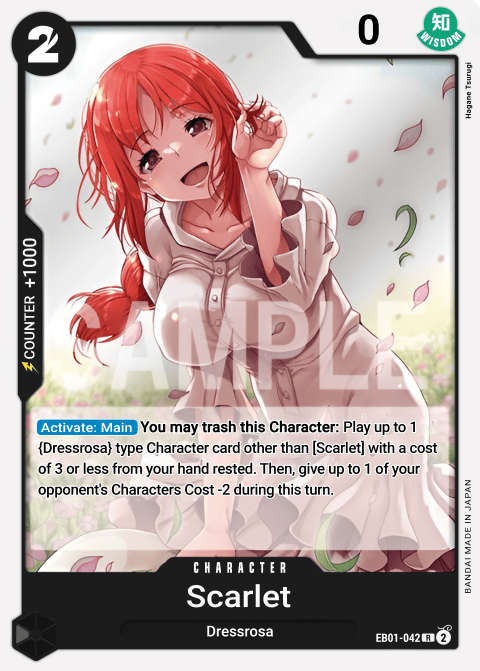 2
0
知
WISDOM
Hagane Tsurugi
COUNTER +1000
SAMPLE
Activate: Main You may trash this Character: Play up to 1
{Dressrosa} type Character card other than [Scarlet] with a cost
of 3 or less from your hand rested. Then, give up to 1 of your
opponent's Characters Cost -2 during this turn.
BANDAI MADE IN JAPAN
CHARACTER
Scarlet
Dressrosa
EB01-042 R 2